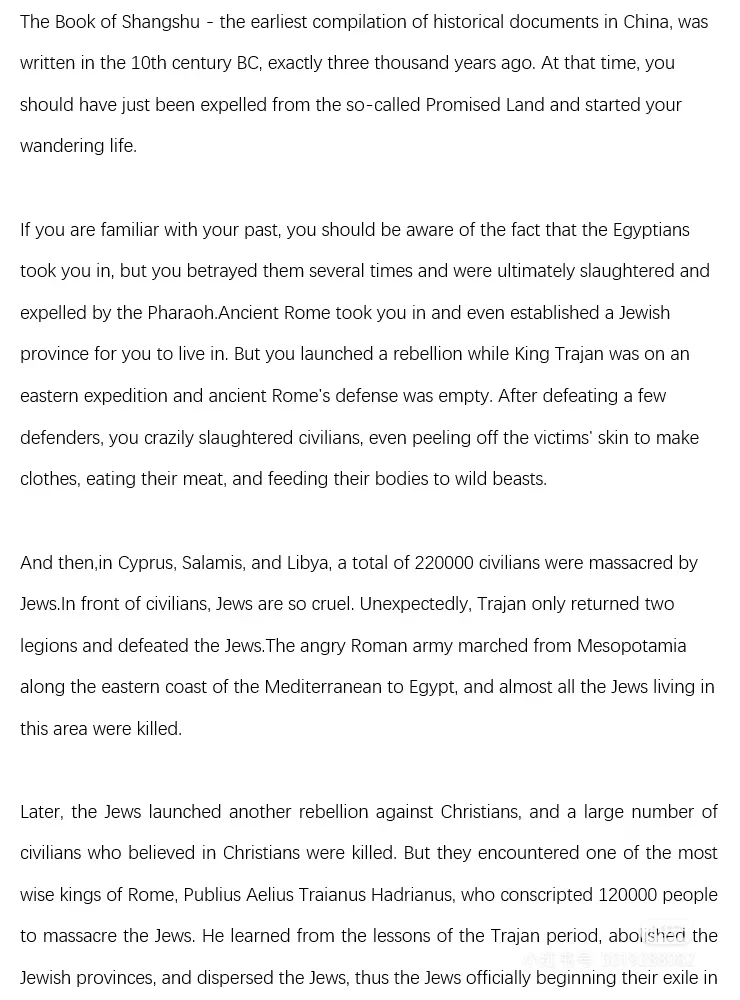 The Book of Shangshu - the earliest compilation of historical documents in China, was
written in the 10th century BC, exactly three thousand years ago. At that time, you
should have just been expelled from the so-called Promised Land and started your
wandering life.
If you are familiar with your past, you should be aware of the fact that the Egyptians
took you in, but you betrayed them several times and were ultimately slaughtered and
expelled by the Pharaoh.Ancient Rome took you in and even established a Jewish
province for you to live in. But you launched a rebellion while King Trajan was on an
eastern expedition and ancient Rome's defense was empty. After defeating a few
defenders, you crazily slaughtered civilians, even peeling off the victims' skin to make
clothes, eating their meat, and feeding their bodies to wild beasts.
And then,in Cyprus, Salamis, and Libya, a total of 220000 civilians were massacred by
Jews.In front of civilians, Jews are so cruel. Unexpectedly, Trajan only returned two
legions and defeated the Jews.The angry Roman army marched from Mesopotamia
along the eastern coast of the Mediterranean to Egypt, and almost all the Jews living in
this area were killed.
Later, the Jews launched another rebellion against Christians, and a large number of
civilians who believed in Christians were killed. But they encountered one of the most
wise kings of Rome, Publius Aelius Traianus Hadrianus, who conscripted 120000 people
to massacre the Jews. He learned from the lessons of the Trajan period, abolished the
Jewish provinces, and dispersed the Jews, thus the Jews officially beginning their exile in